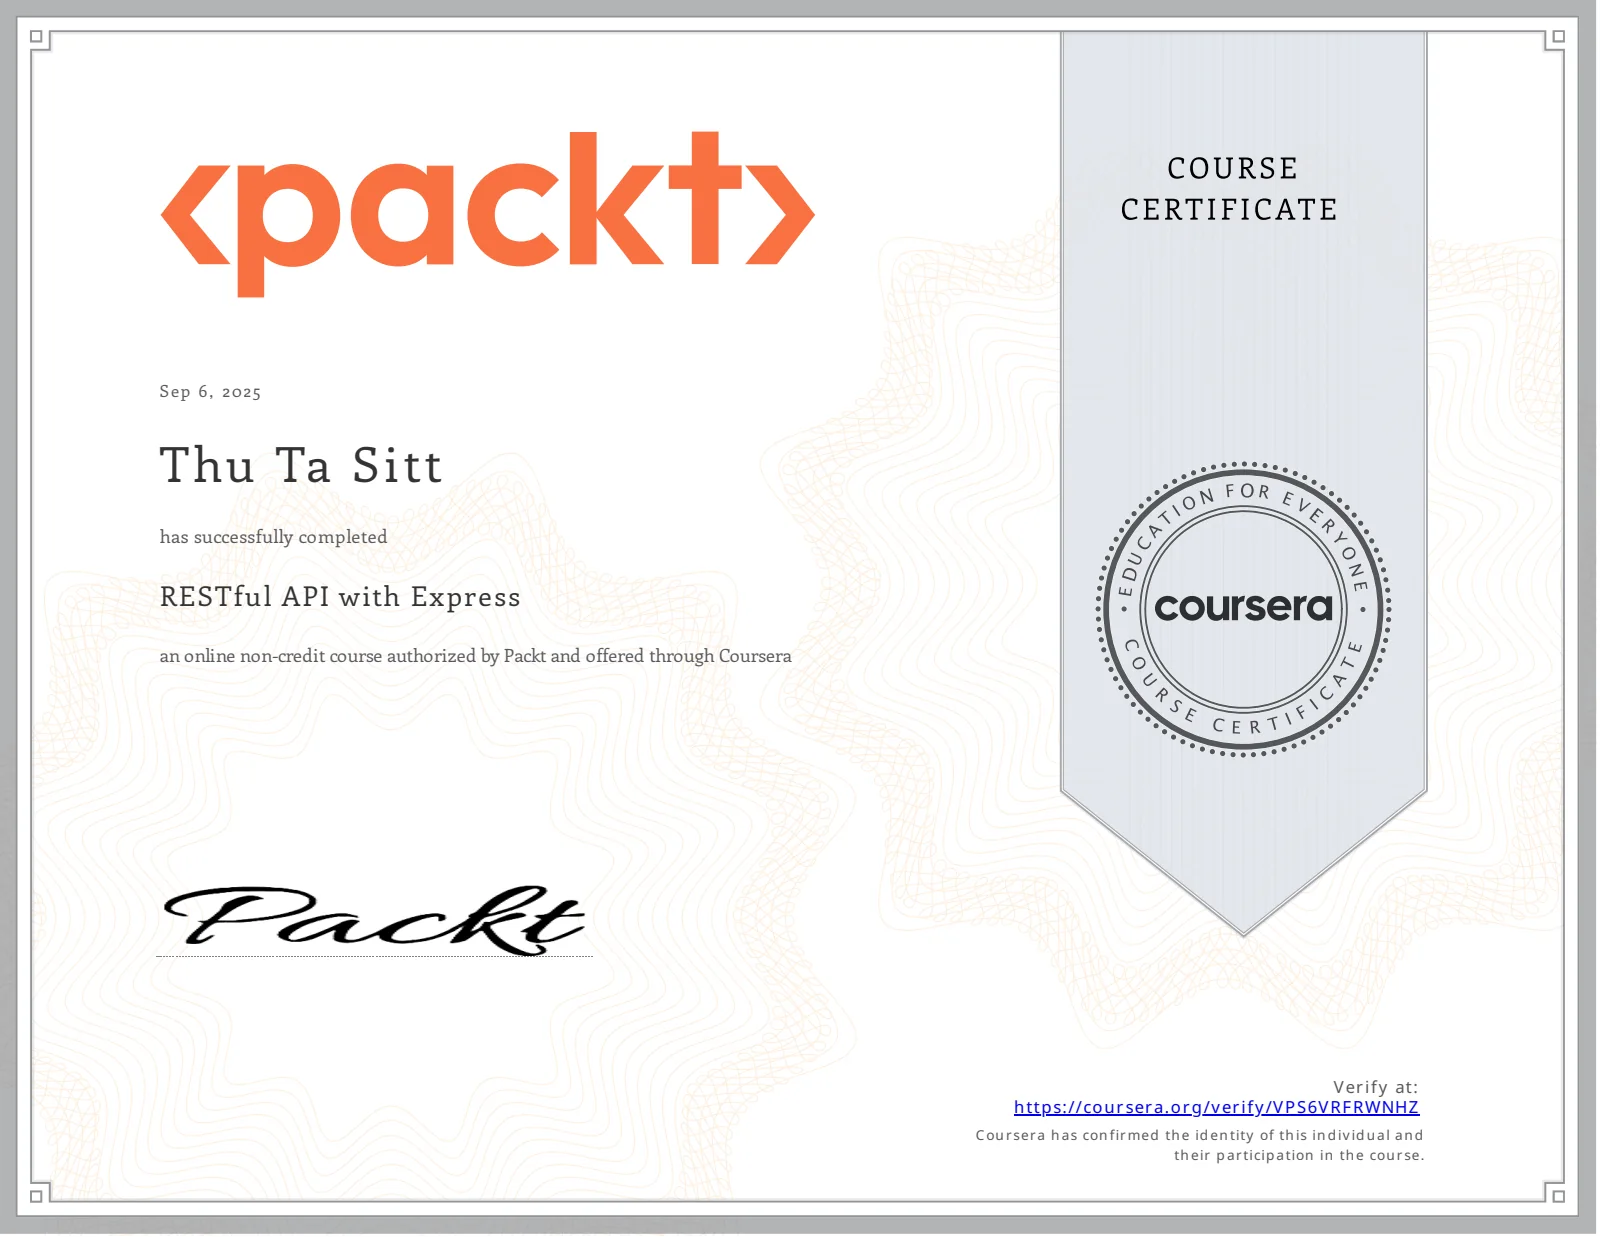 <packt>
COURSE
CERTIFICATE
Sep 6, 2025
Thu Ta Sitt
has successfully completed
RESTful API with Express
an online non-credit course authorized by Packt and offered through Coursera
EDUCATION FOR EVERYONE
coursera
COURSE CERTIFICATE
Packt
Verify at:
https://coursera.org/verify/VPS6VRFRWNHZ
Coursera has confirmed the identity of this individual and
their participation in the course.